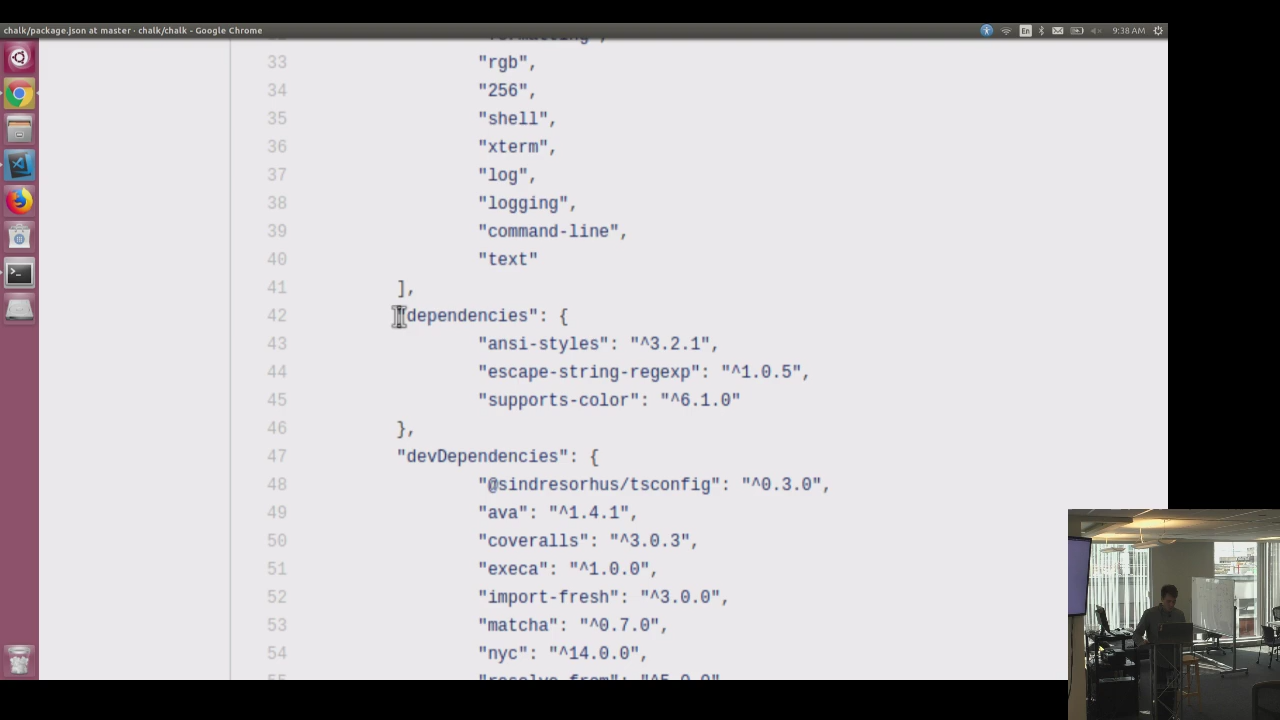 chalk/package.json at master · chalk/chalk - Google Chrome
En
9:38 AM
33 "rgb",
34 "256",
35 "shell",
36 "xterm",
37 "log",
38 "logging",
39 "command-line",
40 "text"
41 ],
42 "dependencies": {
43 "ansi-styles": "^3.2.1",
44 "escape-string-regexp": "^1.0.5",
45 "supports-color": "^6.1.0"
46 },
47 "devDependencies": {
48 "@sindresorhus/tsconfig": "^0.3.0",
49 "ava": "^1.4.1",
50 "coveralls": "^3.0.3",
51 "execa": "^1.0.0",
52 "import-fresh": "^3.0.0",
53 "matcha": "^0.7.0",
54 "nyc": "^14.0.0",